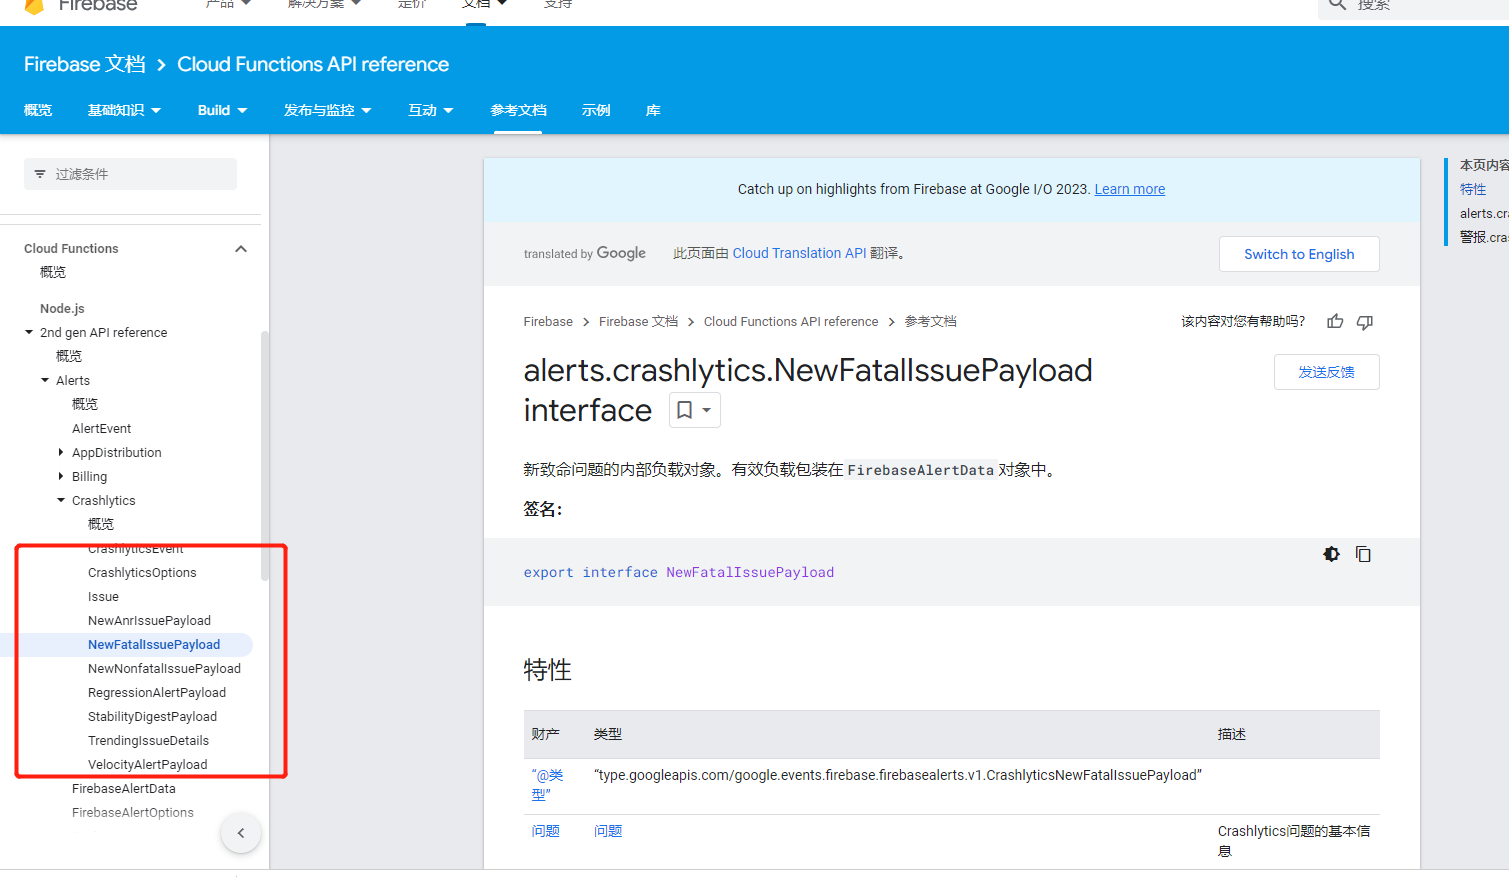 Firebase
产品
解决方案
定价
文档
支持
搜索
Firebase 文档
Cloud Functions API reference
概览
基础知识
Build
发布与监控
互动
参考文档
示例
库
过滤条件
Cloud Functions
概览
Node.js
2nd gen API reference
概览
Alerts
概览
AlertEvent
AppDistribution
Billing
Crashlytics
概览
CrashlyticsEvent
CrashlyticsOptions
Issue
NewAnrIssuePayload
NewFatalIssuePayload
NewNonfatalIssuePayload
RegressionAlertPayload
StabilityDigestPayload
TrendingIssueDetails
VelocityAlertPayload
FirebaseAlertData
FirebaseAlertOptions
Catch up on highlights from Firebase at Google I/O 2023. Learn more
translated by Google
此页面由 Cloud Translation API 翻译。
Switch to English
Firebase
Firebase 文档
Cloud Functions API reference
参考文档
该内容对您有帮助吗?
alerts.crashlytics.NewFatalIssuePayload
interface
发送反馈
新致命问题的内部负载对象。有效负载包装在 FirebaseAlertData 对象中。
签名:
export interface NewFatalIssuePayload
特性
财产
类型
描述
“@类
型”
“type.googleapis.com/google.events.firebase.firebasealerts.v1.CrashlyticsNewFatalIssuePayload”
问题
问题
Crashlytics问题的基本信
息
本页内容
特性
alerts.cra
警报.cras